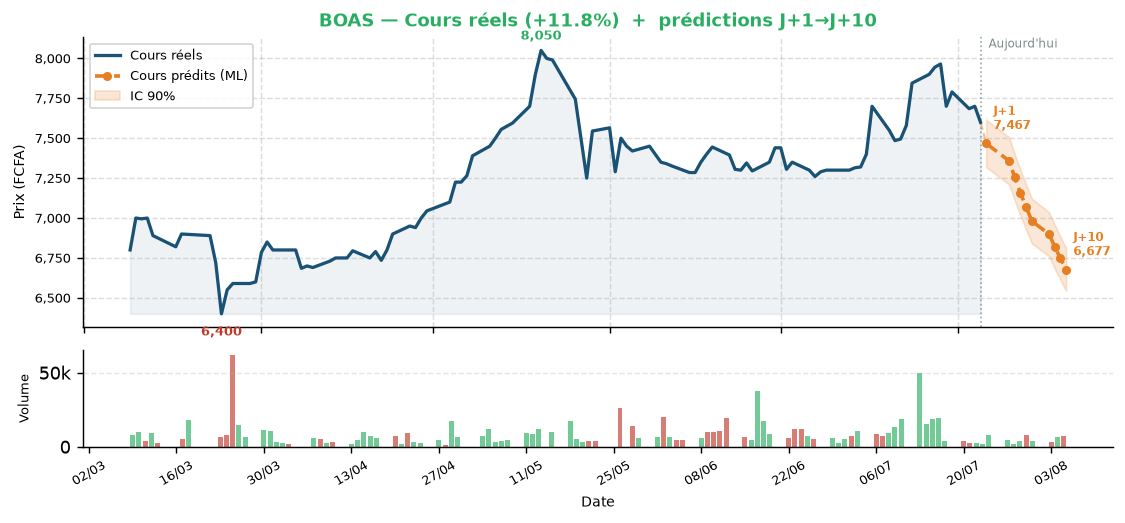 BOAS — Cours réels (+11.8%)  +  prédictions J+1→J+10
8,050
Aujourd'hui
Cours réels
Cours prédits (ML)
IC 90%
J+1
7,467
J+10
6,677
6,400
Prix (FCFA)
8,000
7,750
7,500
7,250
7,000
6,750
6,500
Volume
50k
0
02/03
16/03
30/03
13/04
27/04
11/05
25/05
08/06
22/06
06/07
20/07
03/08
Date